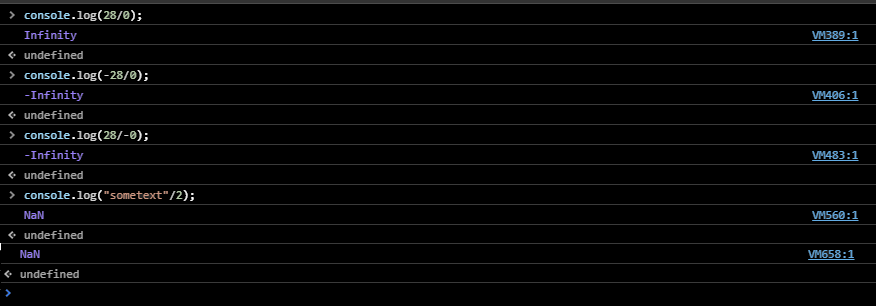 console.log(28/0);
Infinity VM389:1
undefined
console.log(-28/0);
-Infinity VM406:1
undefined
console.log(28/-0);
-Infinity VM483:1
undefined
console.log("sometext"/2);
NaN VM560:1
undefined
NaN VM658:1
undefined